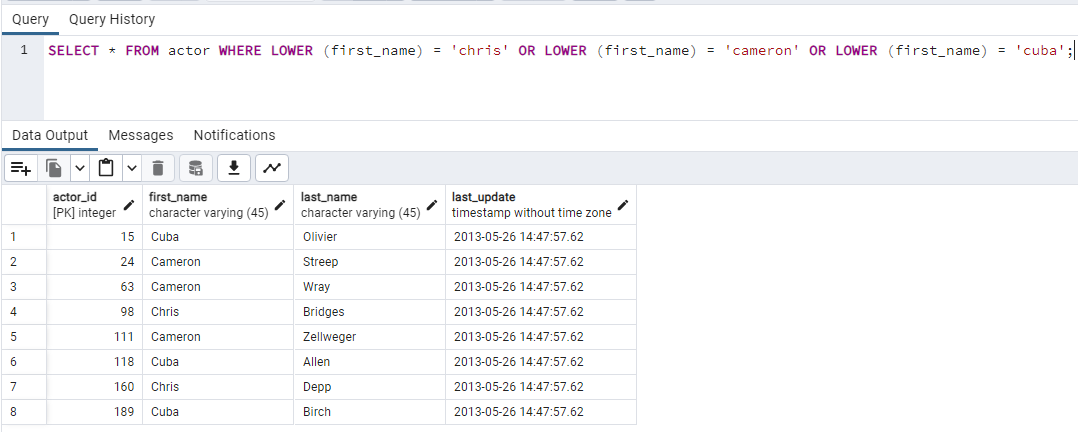 Query Query History
1 SELECT * FROM actor WHERE LOWER (first_name) = 'chris' OR LOWER (first_name) = 'cameron' OR LOWER (first_name) = 'cuba';
Data Output Messages Notifications
actor_id first_name last_name last_update
[PK] integer character varying (45) character varying (45) timestamp without time zone
1 15 Cuba Olivier 2013-05-26 14:47:57.62
2 24 Cameron Streep 2013-05-26 14:47:57.62
3 63 Cameron Wray 2013-05-26 14:47:57.62
4 98 Chris Bridges 2013-05-26 14:47:57.62
5 111 Cameron Zellweger 2013-05-26 14:47:57.62
6 118 Cuba Allen 2013-05-26 14:47:57.62
7 160 Chris Depp 2013-05-26 14:47:57.62
8 189 Cuba Birch 2013-05-26 14:47:57.62